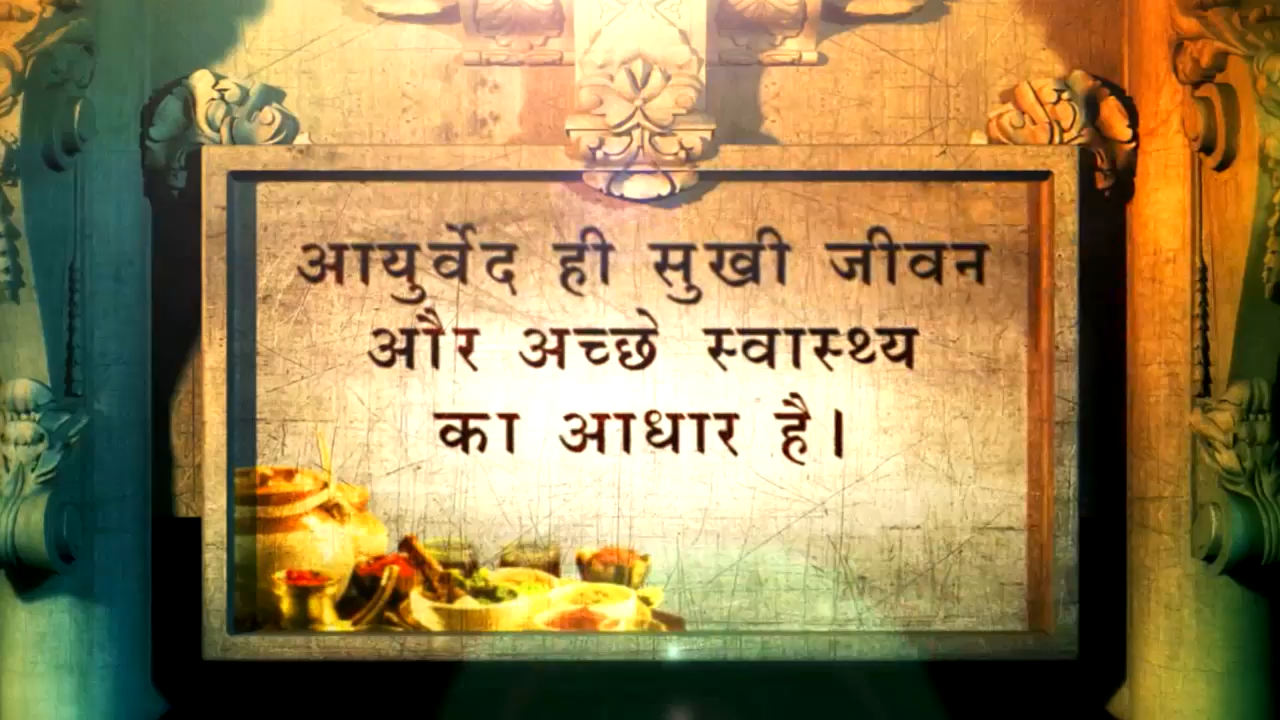 आयुर्वेद ही सुखी जीवन
और अच्छे स्वास्थ्य
का आधार है।